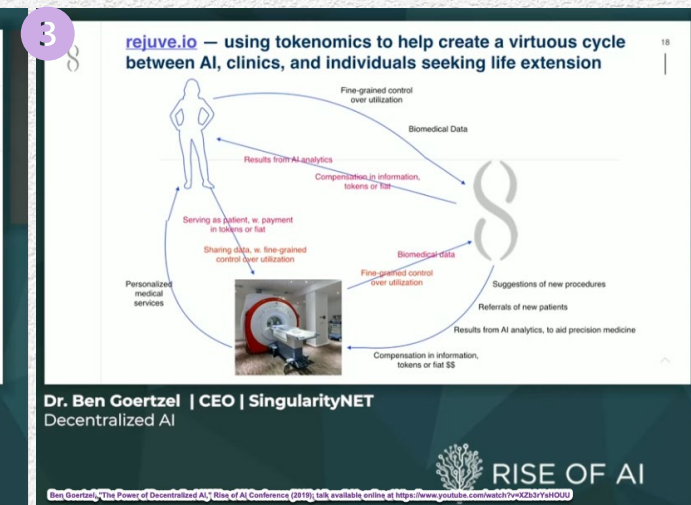 3
rejuve.io — using tokenomics to help create a virtuous cycle
between AI, clinics, and individuals seeking life extension
18
Fine-grained control
over utilization
Biomedical Data
Results from AI analytics
Compensation in information,
tokens or fiat
Serving as patient, w. payment
in tokens or fiat
Sharing data, w. fine-grained
control over utilization
Biomedical data
Fine-grained control
over utilization
Personalized
medical
services
Suggestions of new procedures
Referrals of new patients
Results from AI analytics, to aid precision medicine
Compensation in information,
tokens or fiat $$
Dr. Ben Goertzel | CEO | SingularityNET
Decentralized AI
RISE OF AI
Ben Goertzel, "The Power of Decentralized AI," Rise of AI Conference (2019); talk available online at https://www.youtube.com/watch?v=XZb3rYsHOUU